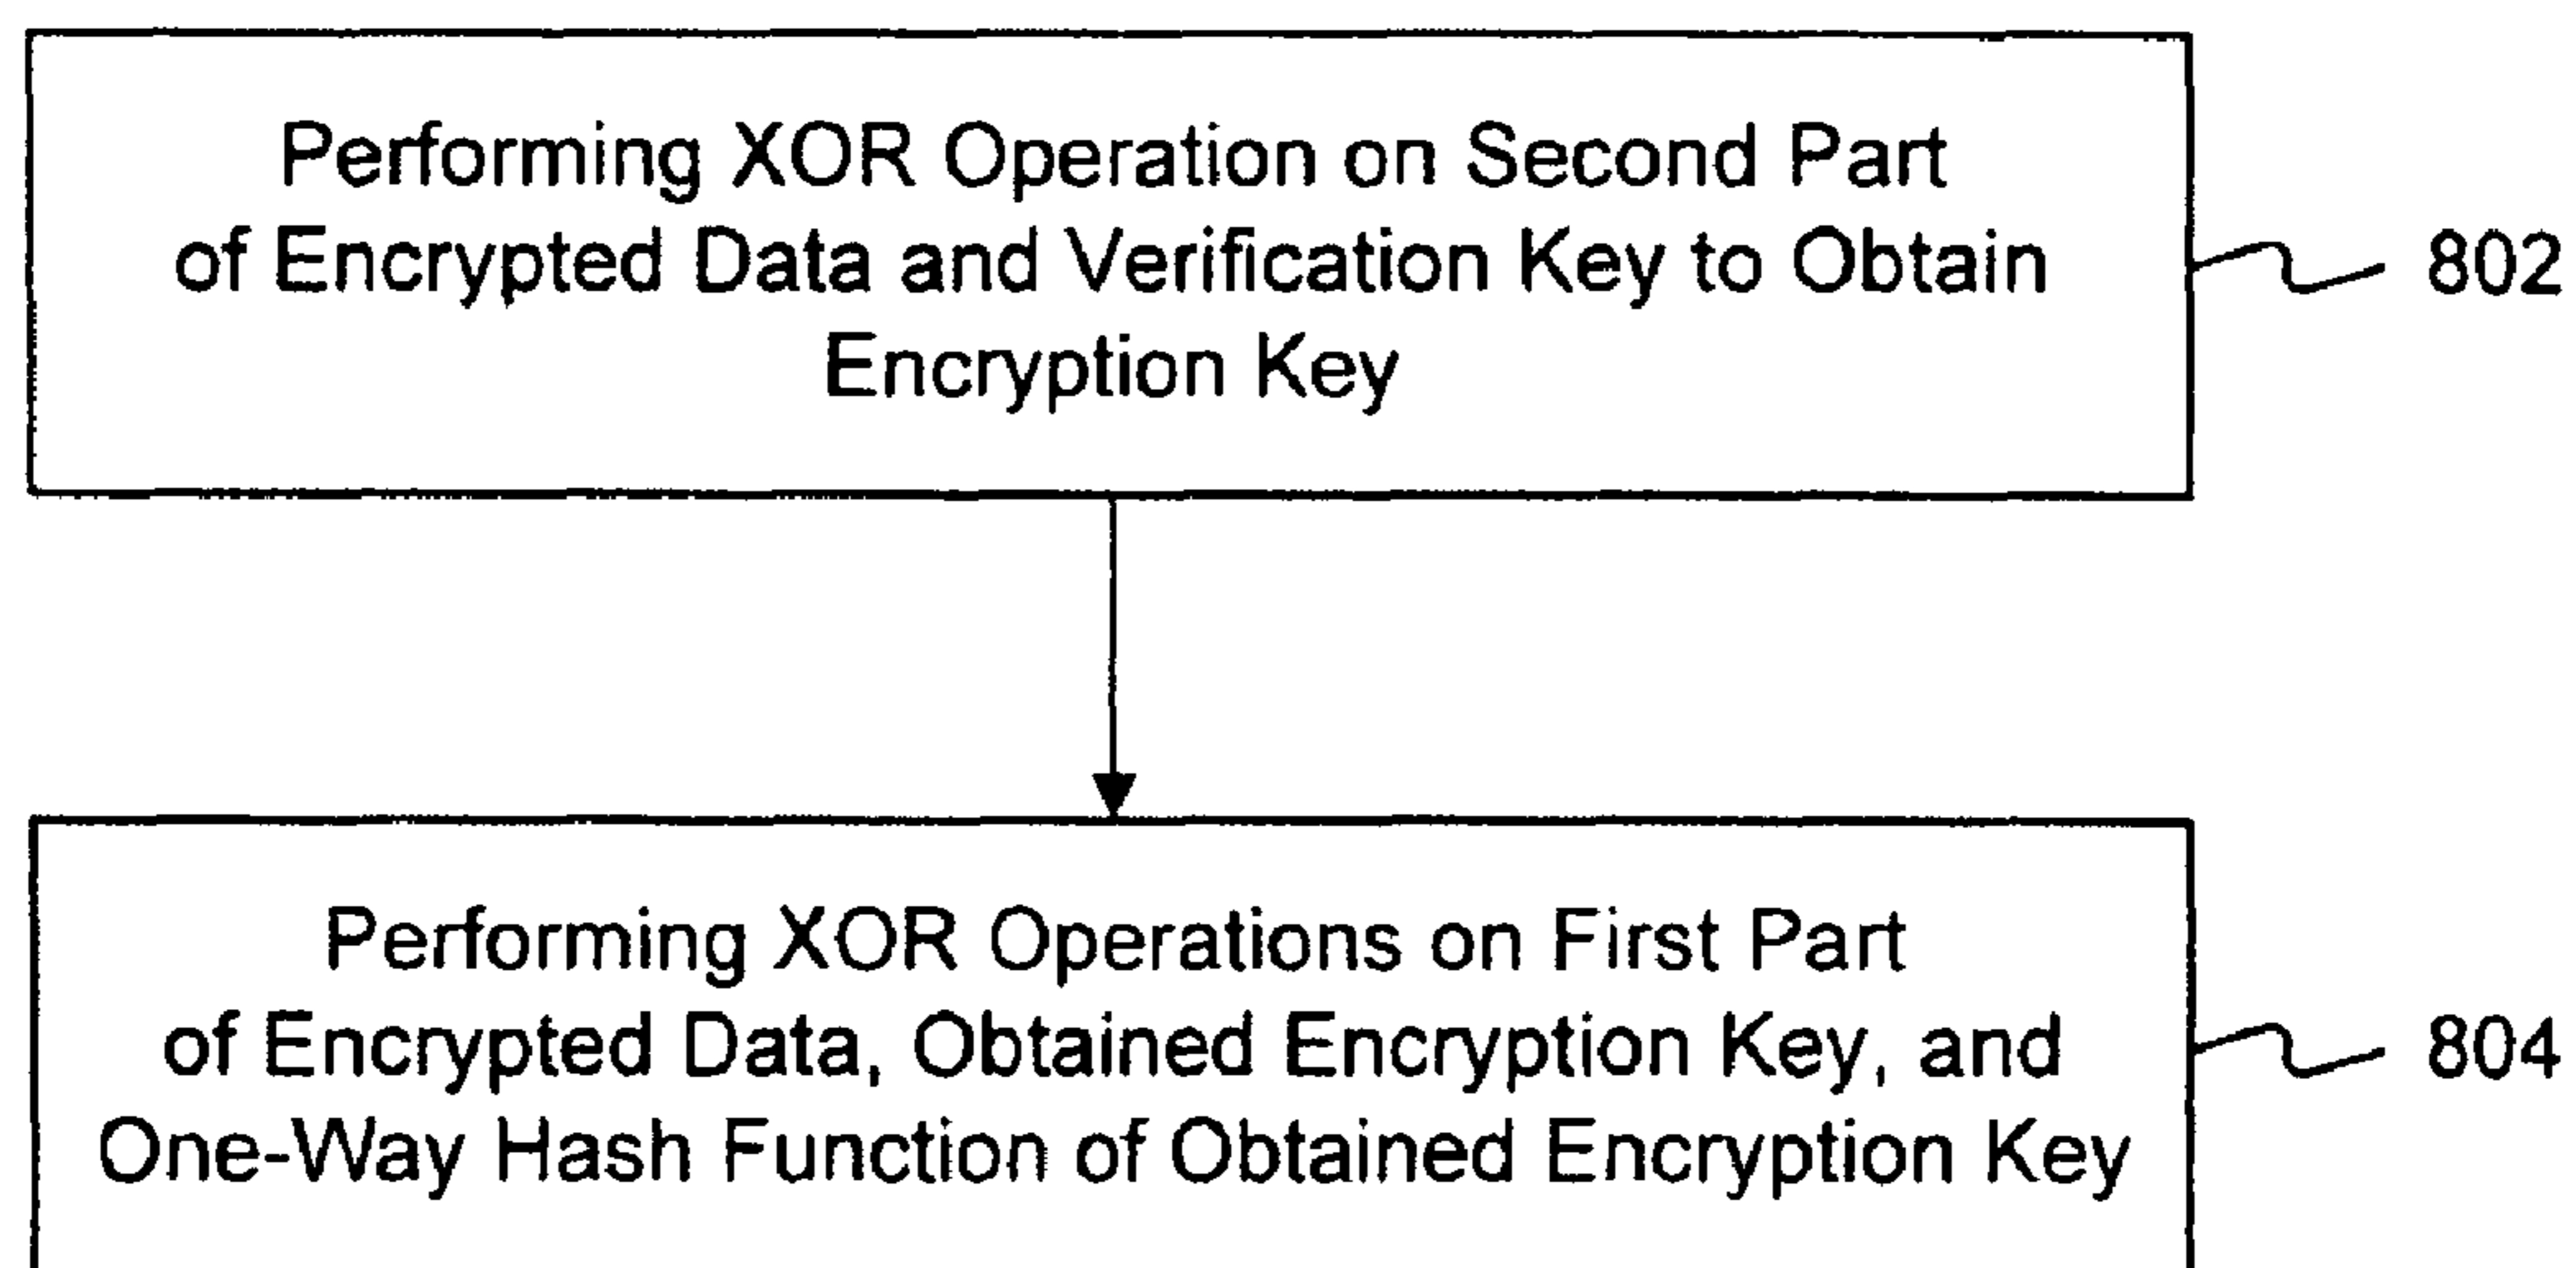 Performing XOR Operation on Second Part
of Encrypted Data and Verification Key to Obtain
Encryption Key
802
Performing XOR Operations on First Part
of Encrypted Data, Obtained Encryption Key, and
One-Way Hash Function of Obtained Encryption Key
804